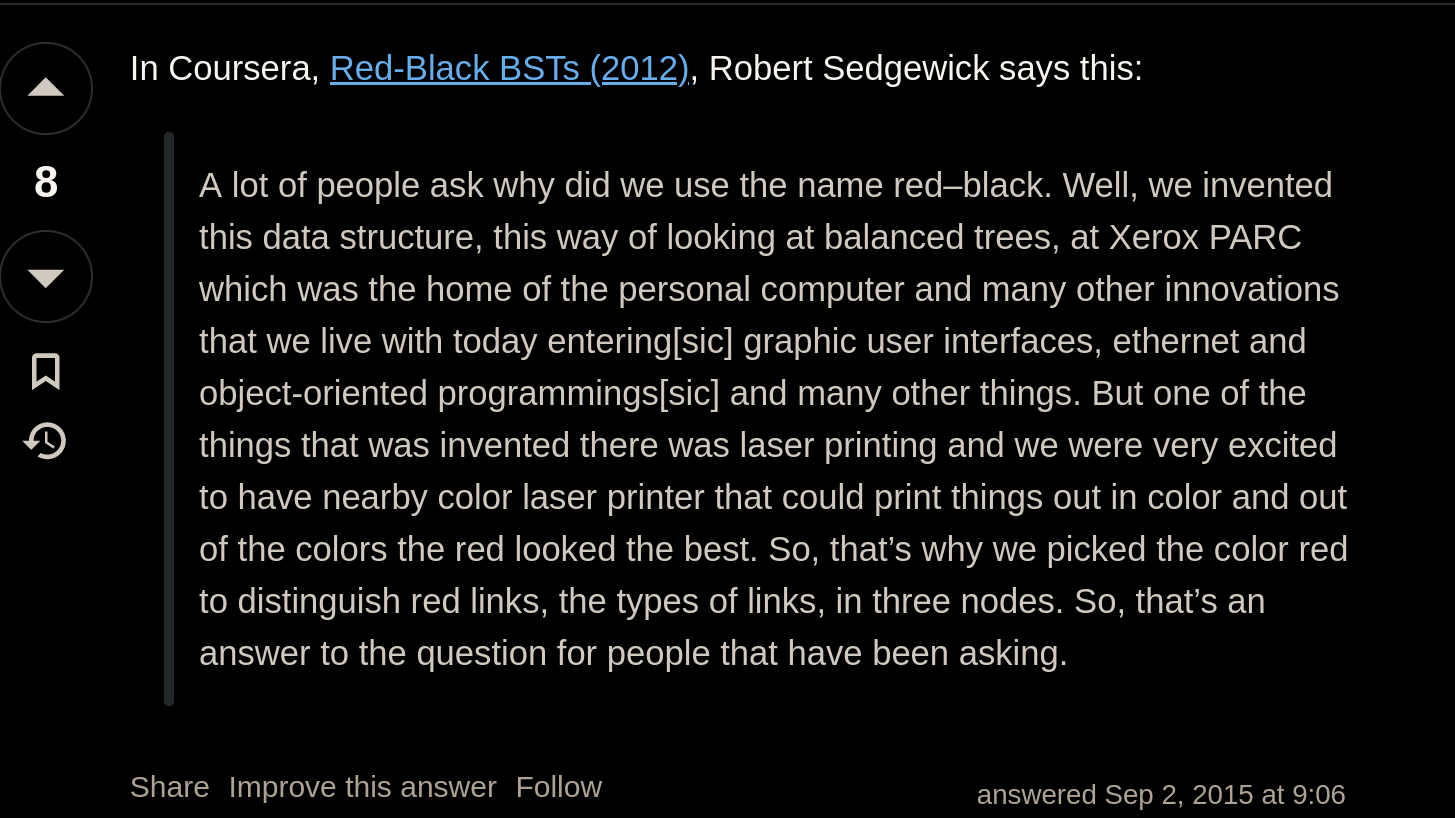 In Coursera, Red-Black BSTs (2012), Robert Sedgewick says this:
8
A lot of people ask why did we use the name red–black. Well, we invented
this data structure, this way of looking at balanced trees, at Xerox PARC
which was the home of the personal computer and many other innovations
that we live with today entering[sic] graphic user interfaces, ethernet and
object-oriented programmings[sic] and many other things. But one of the
things that was invented there was laser printing and we were very excited
to have nearby color laser printer that could print things out in color and out
of the colors the red looked the best. So, that’s why we picked the color red
to distinguish red links, the types of links, in three nodes. So, that’s an
answer to the question for people that have been asking.
Share Improve this answer Follow
answered Sep 2, 2015 at 9:06